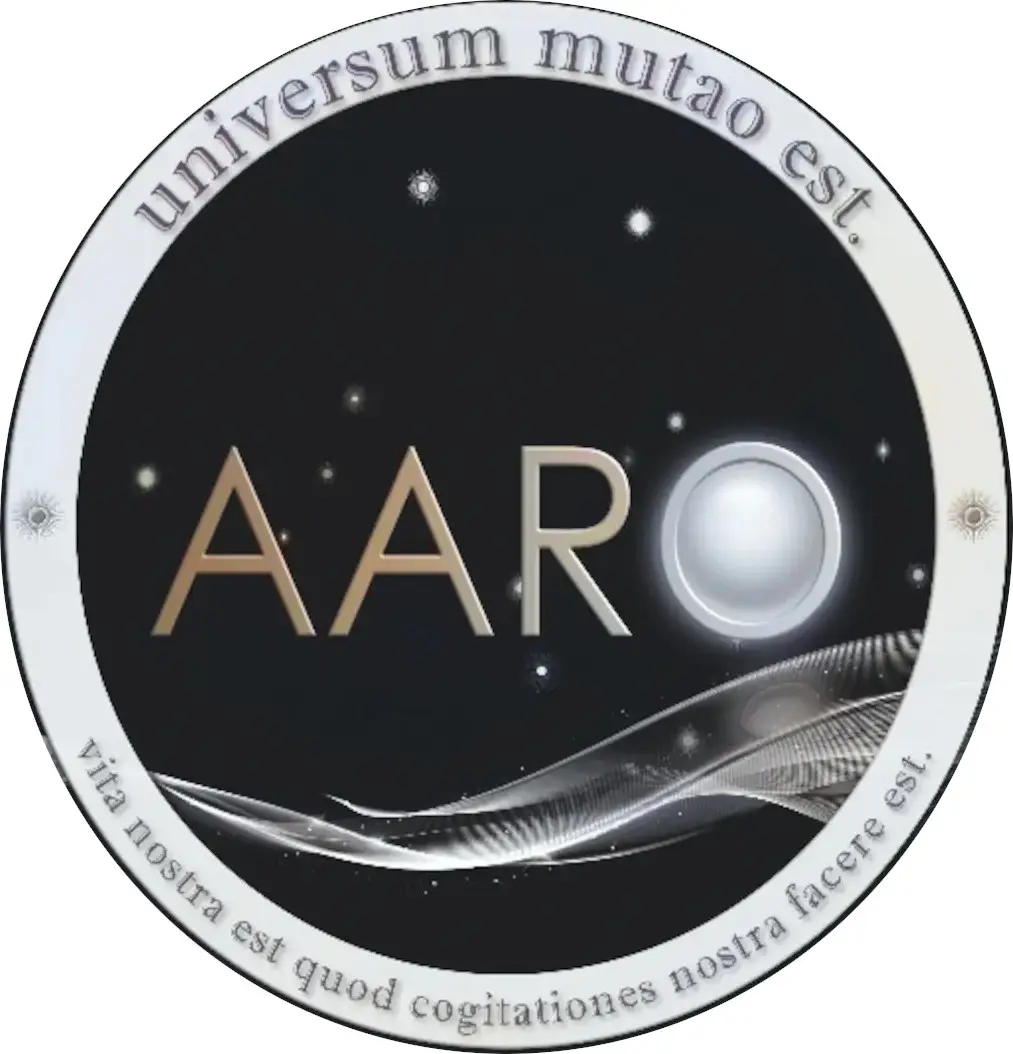 universum mutao est.
AARO
vita nostra est quod cogitationes nostra facere est.